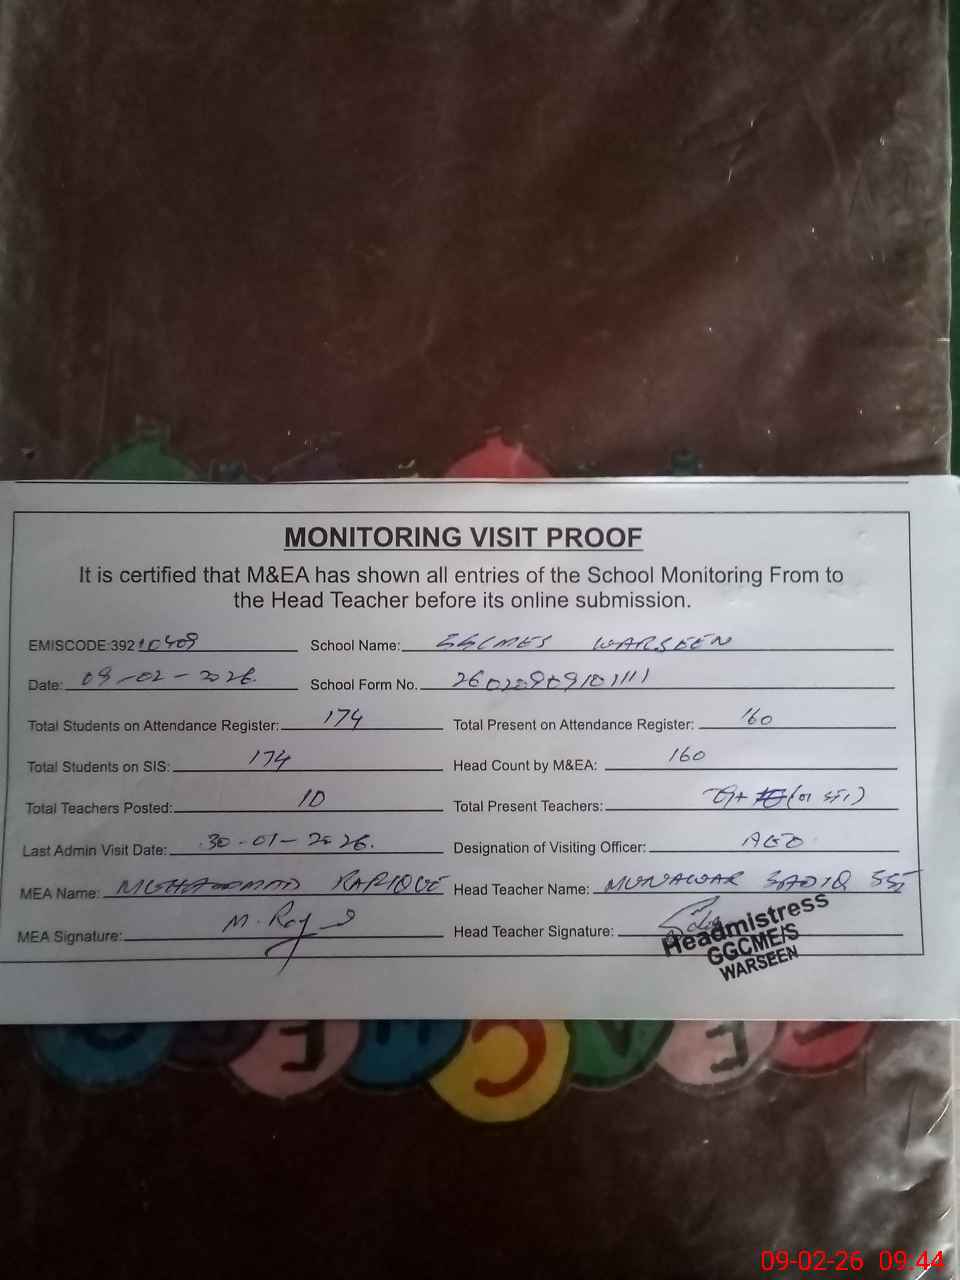 MONITORING VISIT PROOF
It is certified that M&EA has shown all entries of the School Monitoring From to
the Head Teacher before its online submission.
EMISCODE:39210409 School Name: GGCMES WARSEEN
Date: 09-02-2026. School Form No.
Total Students on Attendance Register: 174 Total Present on Attendance Register: 160
Total Students on SIS: 174 Head Count by M&EA: 160
Total Teachers Posted: 10 Total Present Teachers:
Last Admin Visit Date: 30-01-2026. Designation of Visiting Officer: AEO
MEA Name: MUHAMMAD RAFIQUE Head Teacher Name: MUNAWAR SADIQ
MEA Signature: Head Teacher Signature:
Headmistress
GGCME/S
WARSEEN
09-02-26 09:44